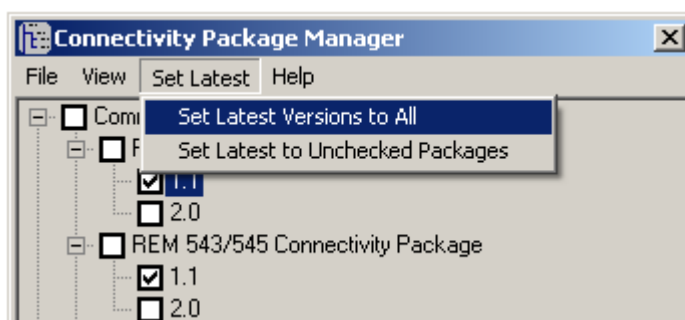 Connectivity Package Manager
File View Set Latest Help
Set Latest Versions to All
Set Latest to Unchecked Packages
1.1
2.0
REM 543/545 Connectivity Package
1.1
2.0